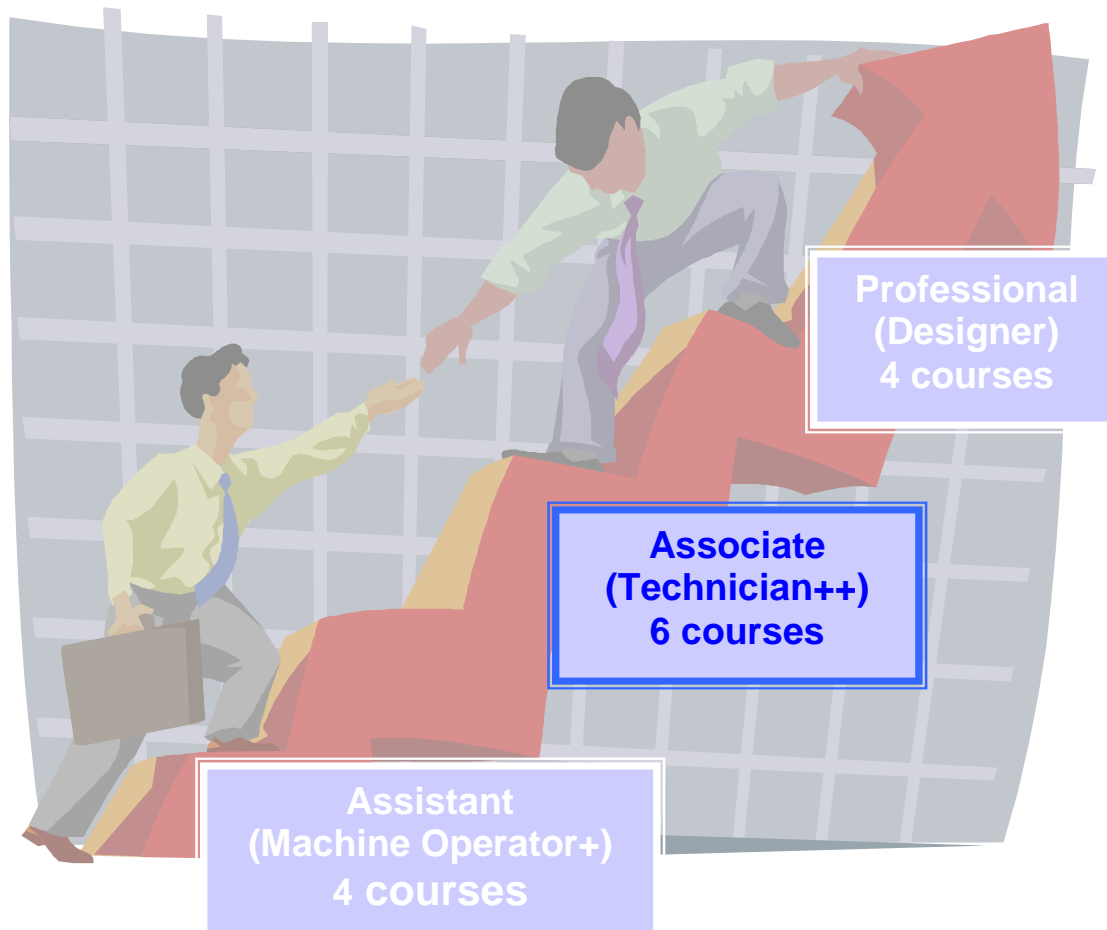 Professional
(Designer)
4 courses
Associate
(Technician++)
6 courses
Assistant
(Machine Operator+)
4 courses